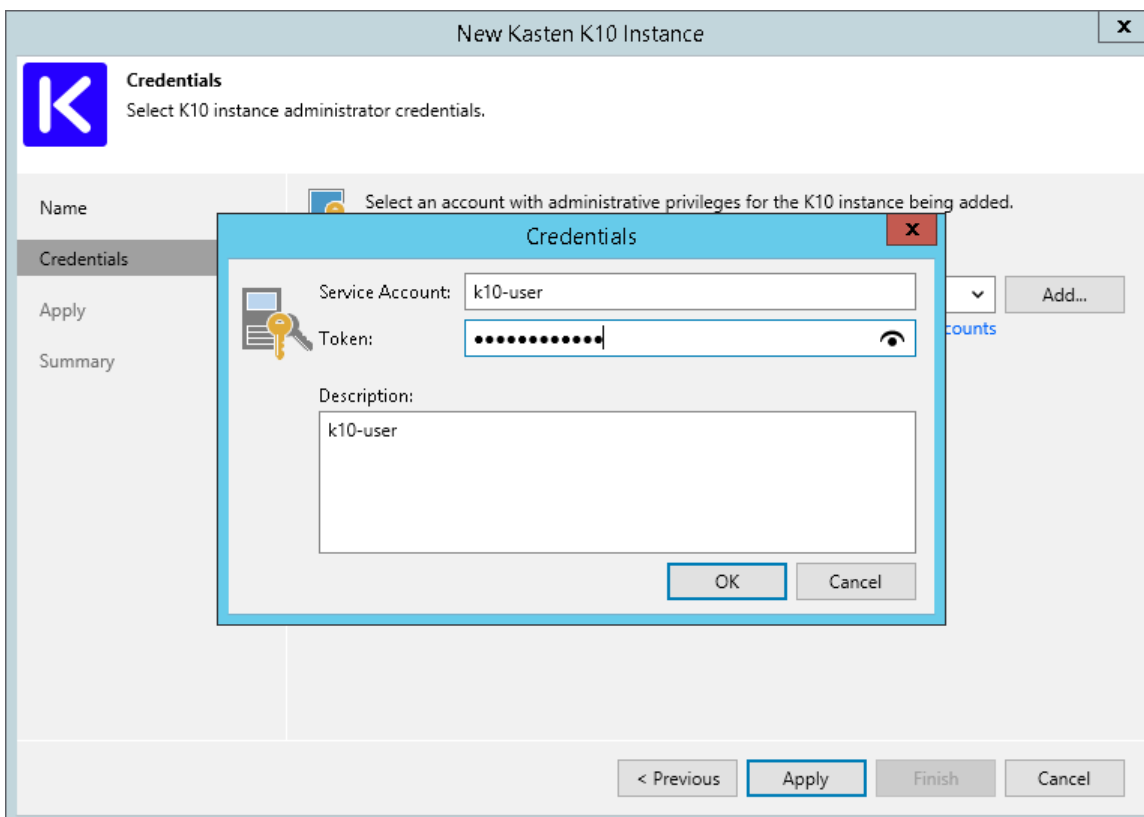 New Kasten K10 Instance
x
K
Credentials
Select K10 instance administrator credentials.
Name
Credentials
Apply
Summary
Select an account with administrative privileges for the K10 instance being added.
Add...
Credentials
x
Service Account: k10-user
Token: ••••••••••••
Description:
k10-user
OK Cancel
< Previous Apply Finish Cancel